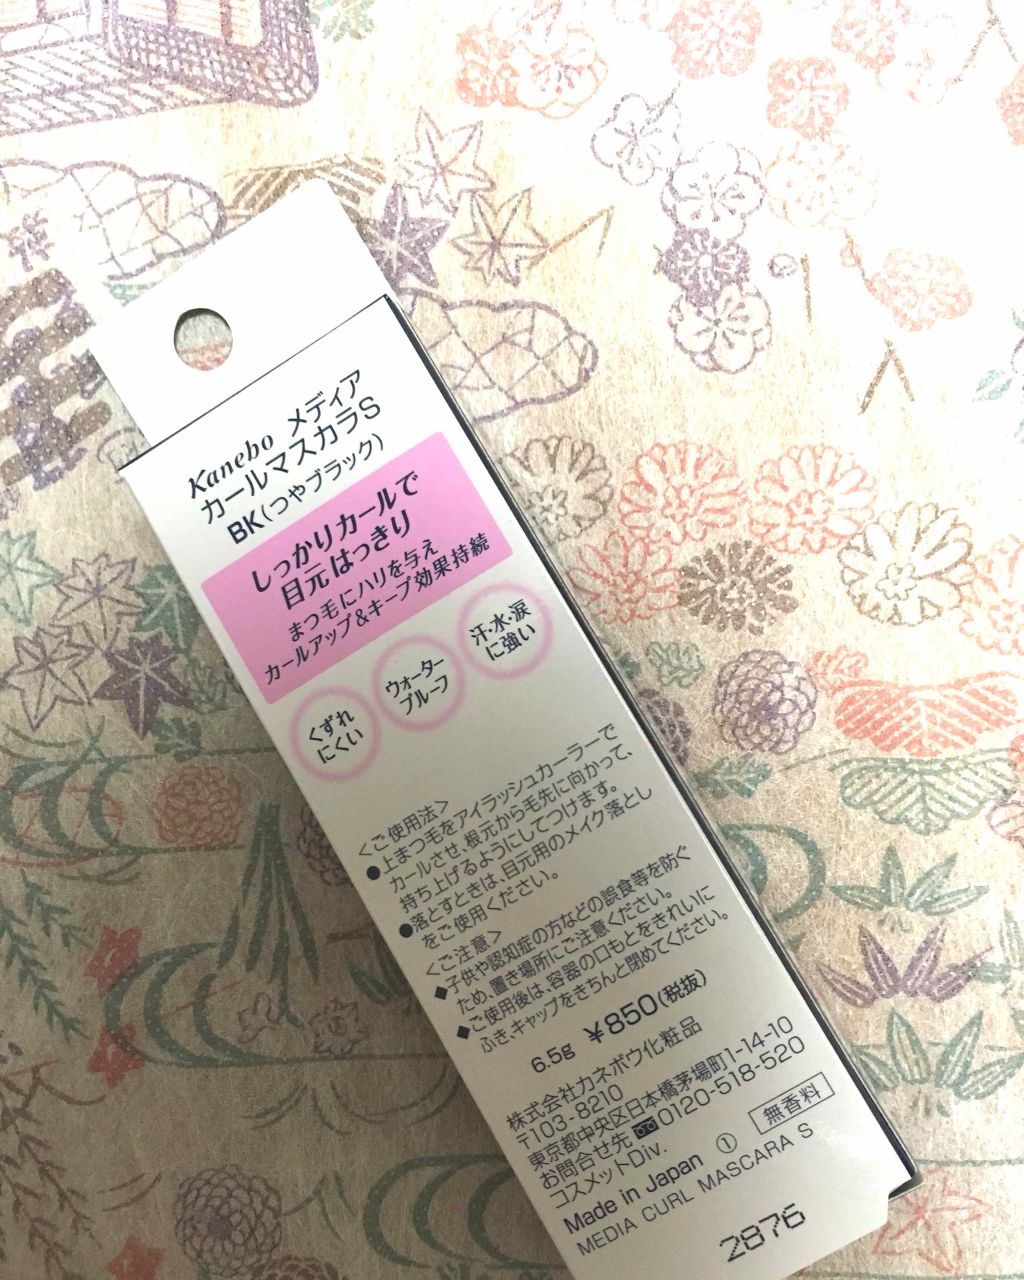 Kanebo メディア
カールマスカラS
BK(つやブラック)
しっかりカールで
目元はっきり
まつ毛にハリを与え
カールアップ&キープ効果持続
くずれ
にくい
ウォーター
プルーフ
汗・水・涙
に強い
<ご使用法>
●上まつ毛をアイラッシュカーラーで
カールさせ、根元から毛先に向かって、
持ち上げるようにしてつけます。
●落とすときは、目元用のメイク落とし
をご使用ください。
<ご注意>
◆子供や認知症の方などの誤食等を防ぐ
ため、置き場所にご注意ください。
◆ご使用後は、容器の口もとをきれいに
ふき、キャップをきちんと閉めてください。
6.5g ¥850(税抜)
株式会社カネボウ化粧品
〒103-8210
東京都中央区日本橋茅場町1-14-10
お問合せ先 0120-518-520
コスメットDiv.
Made in Japan ① 無香料
MEDIA CURL MASCARA S
2876